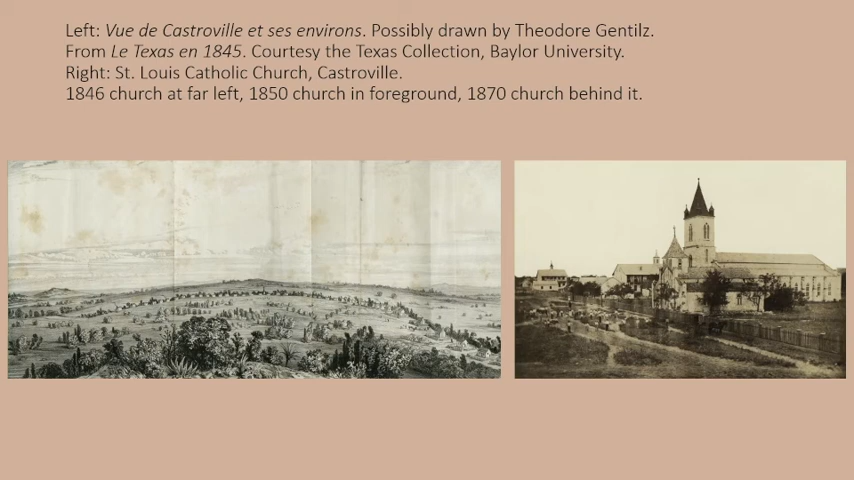 Left: Vue de Castroville et ses environs. Possibly drawn by Theodore Gentilz.
From Le Texas en 1845. Courtesy the Texas Collection, Baylor University.
Right: St. Louis Catholic Church, Castroville.
1846 church at far left, 1850 church in foreground, 1870 church behind it.